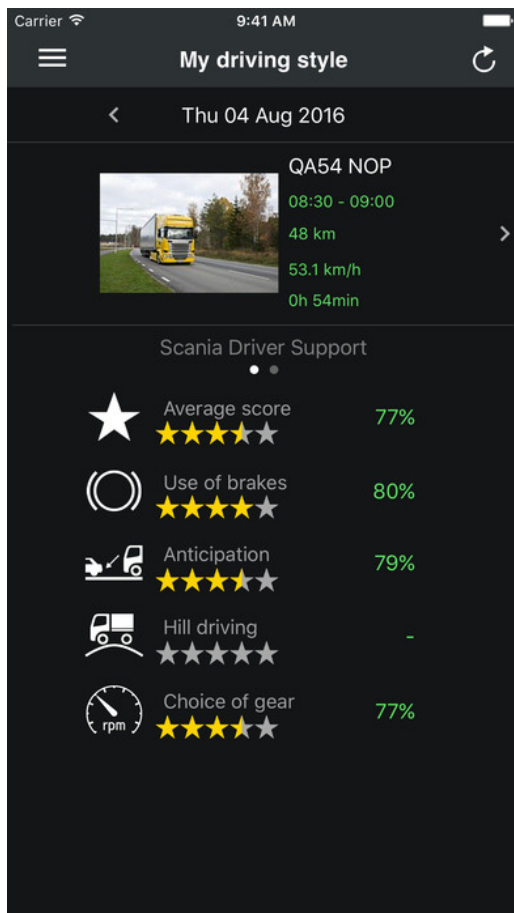 Carrier 9:41 AM
My driving style
Thu 04 Aug 2016
QA54 NOP
08:30 - 09:00
48 km
53.1 km/h
0h 54min
Scania Driver Support
Average score 77%
Use of brakes 80%
Anticipation 79%
Hill driving -
Choice of gear 77%
rpm